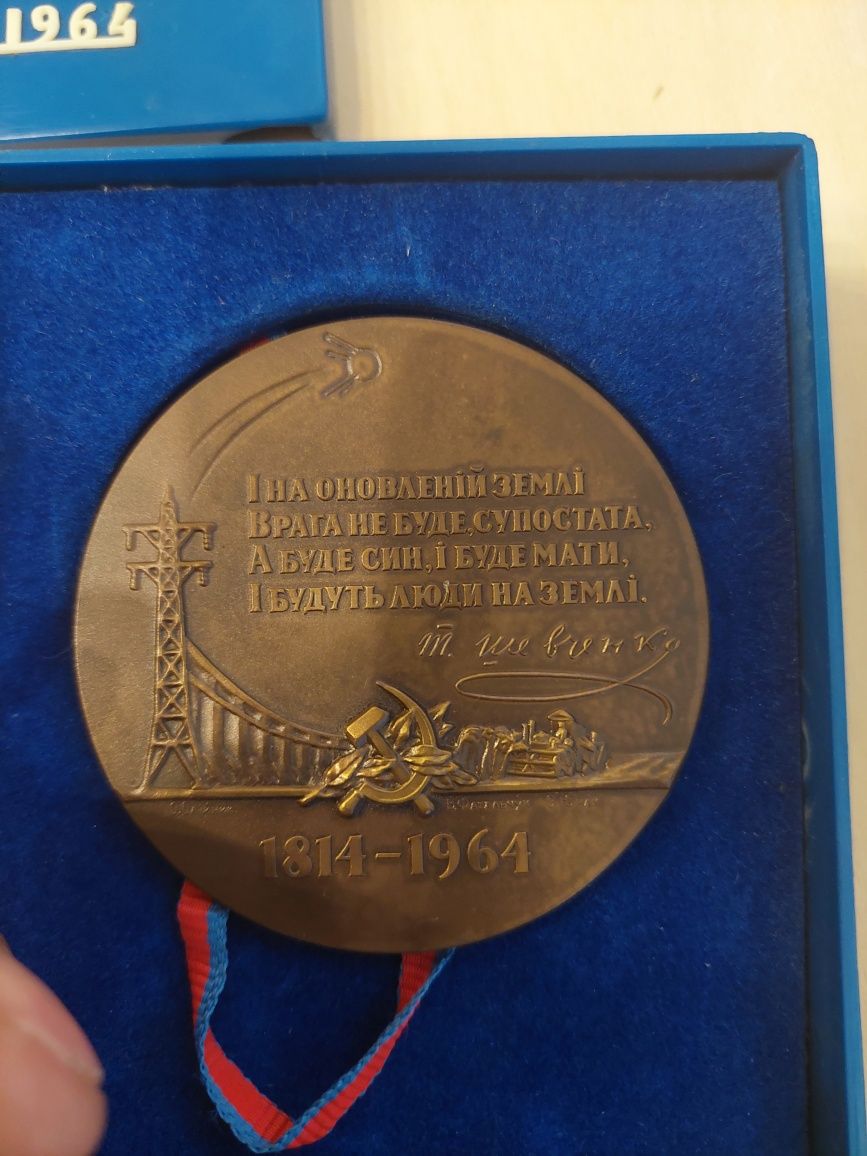 1964
І НА ОНОВЛЕНІЙ ЗЕМЛІ
ВРАГА НЕ БУДЕ, СУПОСТАТА,
А БУДЕ СИН, І БУДЕ МАТИ,
І БУДУТЬ ЛЮДИ НА ЗЕМЛІ.
Т. Шевченко
1814–1964